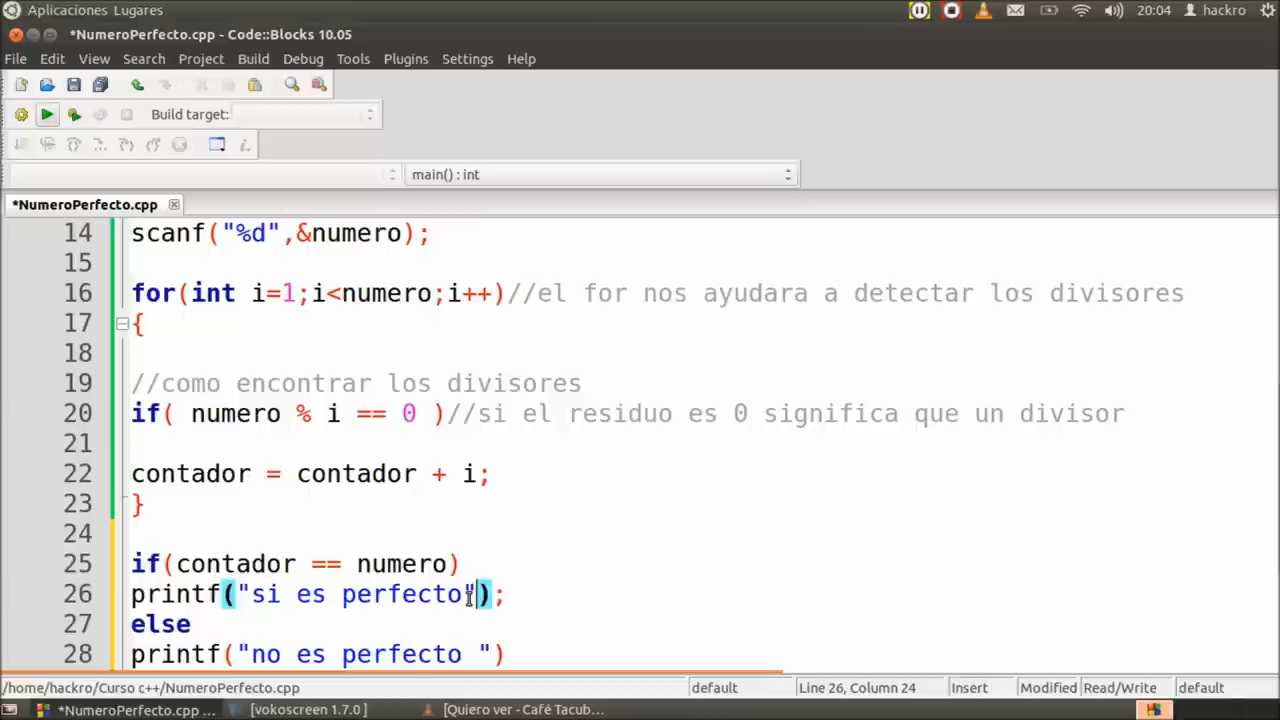 Aplicaciones Lugares 20:04 hackro
*NumeroPerfecto.cpp - Code::Blocks 10.05
File Edit View Search Project Build Debug Tools Plugins Settings Help
Build target:
main() : int
*NumeroPerfecto.cpp
14 scanf("%d",&numero);
15
16 for(int i=1;i<numero;i++)//el for nos ayudara a detectar los divisores
17 {
18
19 //como encontrar los divisores
20 if( numero % i == 0 )//si el residuo es 0 significa que un divisor
21
22 contador = contador + i;
23 }
24
25 if(contador == numero)
26 printf("si es perfecto");
27 else
28 printf("no es perfecto ")
/home/hackro/Curso c++/NumeroPerfecto.cpp default Line 26, Column 24 Insert Modified Read/Write default
*NumeroPerfecto.cpp ... [vokoscreen 1.7.0 ] [Quiero ver - Café Tacub...